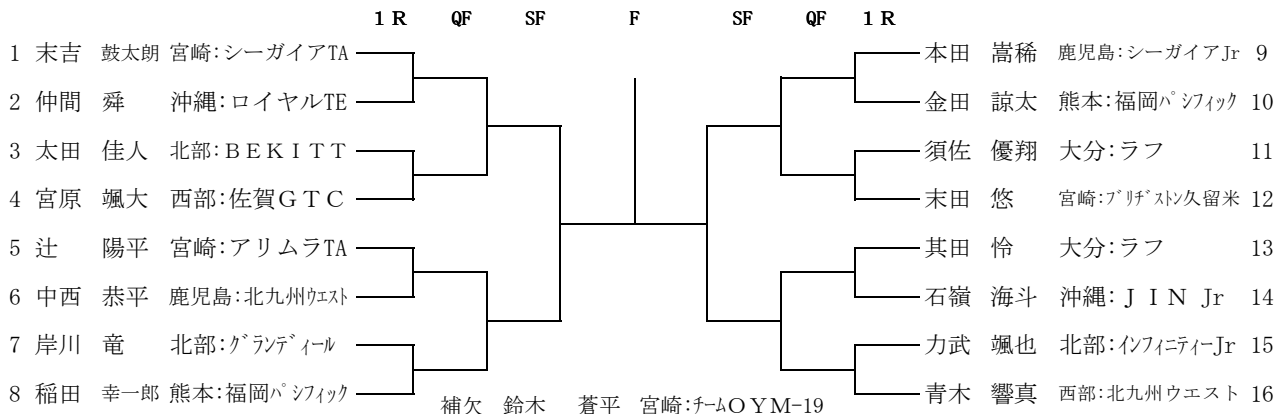 １Ｒ QF SF F SF QF １Ｒ
1 末吉 鼓太朗 宮崎:シーガイアTA
2 仲間 舜 沖縄:ロイヤルTE
3 太田 佳人 北部:ＢＥＫＩＴＴ
4 宮原 颯大 西部:佐賀ＧＴＣ
5 辻 陽平 宮崎:アリムラTA
6 中西 恭平 鹿児島:北九州ｳｴｽﾄ
7 岸川 竜 北部:ｸﾞﾗﾝﾃﾞｨｰﾙ
8 稲田 幸一郎 熊本:福岡ﾊﾟｼﾌｨｯｸ
本田 嵩稀 鹿児島:シーガイアJr 9
金田 諒太 熊本:福岡ﾊﾟｼﾌｨｯｸ 10
須佐 優翔 大分:ラフ 11
末田 悠 宮崎:ﾌﾞﾘﾁﾞｽﾄﾝ久留米 12
其田 怜 大分:ラフ 13
石嶺 海斗 沖縄:ＪＩＮ Jr 14
力武 颯也 北部:ｲﾝﾌｨﾆﾃｨｰJr 15
青木 響真 西部:北九州ウエスト 16
補欠 鈴木 蒼平 宮崎:ﾁｰﾑＯＹＭ-19